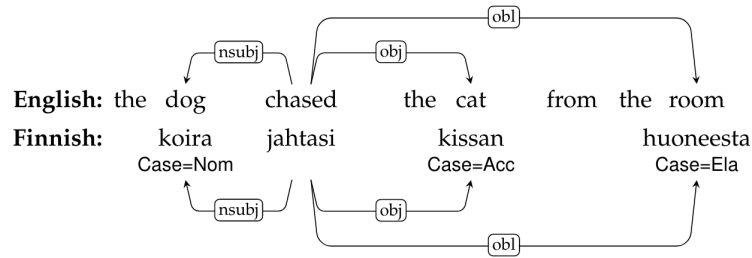 obl
nsubj obj
English: the dog chased the cat from the room
Finnish: koira jahtasi kissan huoneesta
Case=Nom Case=Acc Case=Ela
nsubj obj
obl